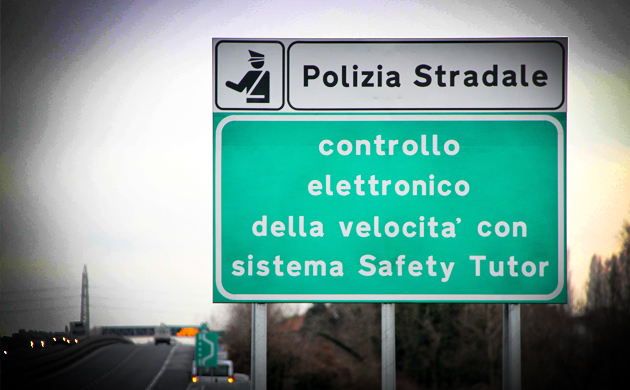 Polizia Stradale
controllo
elettronico
della velocita’ con
sistema Safety Tutor